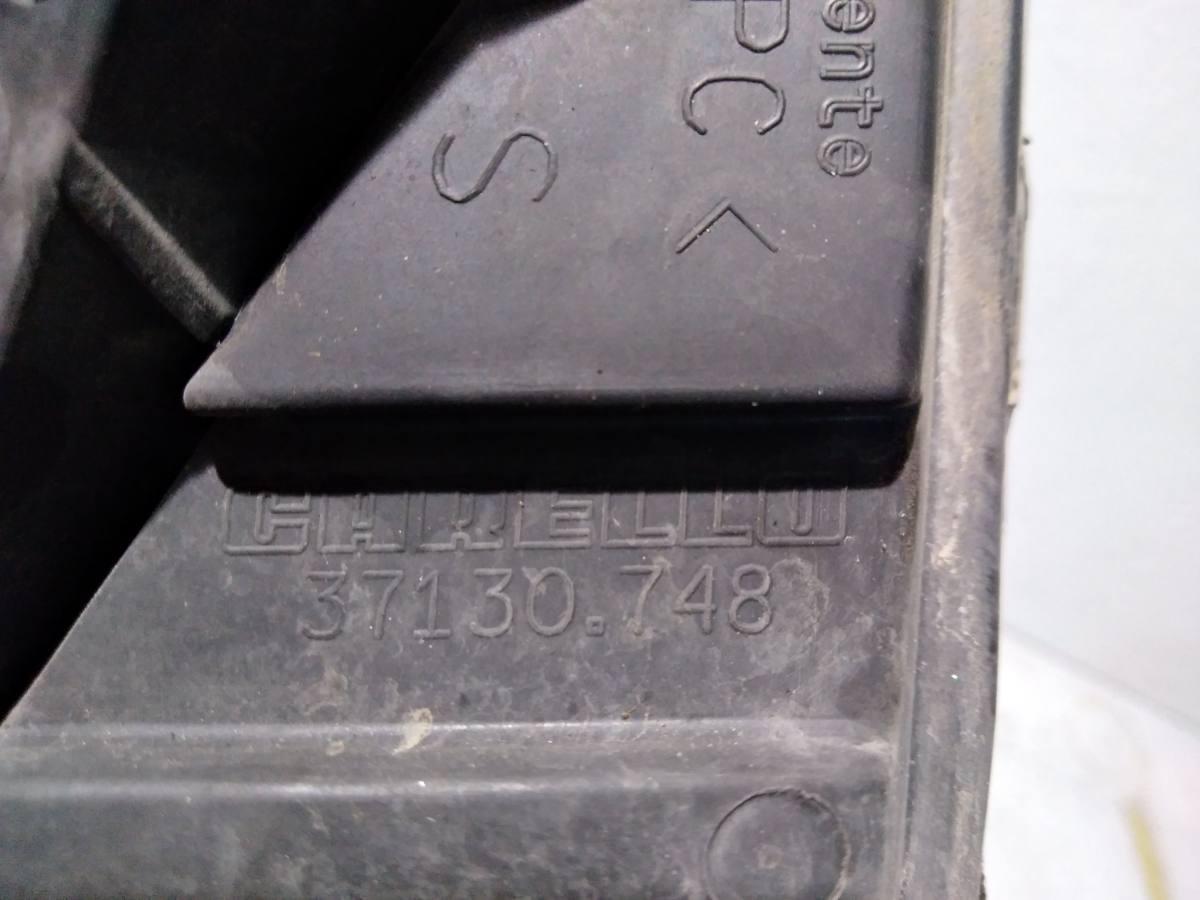 ente
PC<
S
CARELLO
37130.748